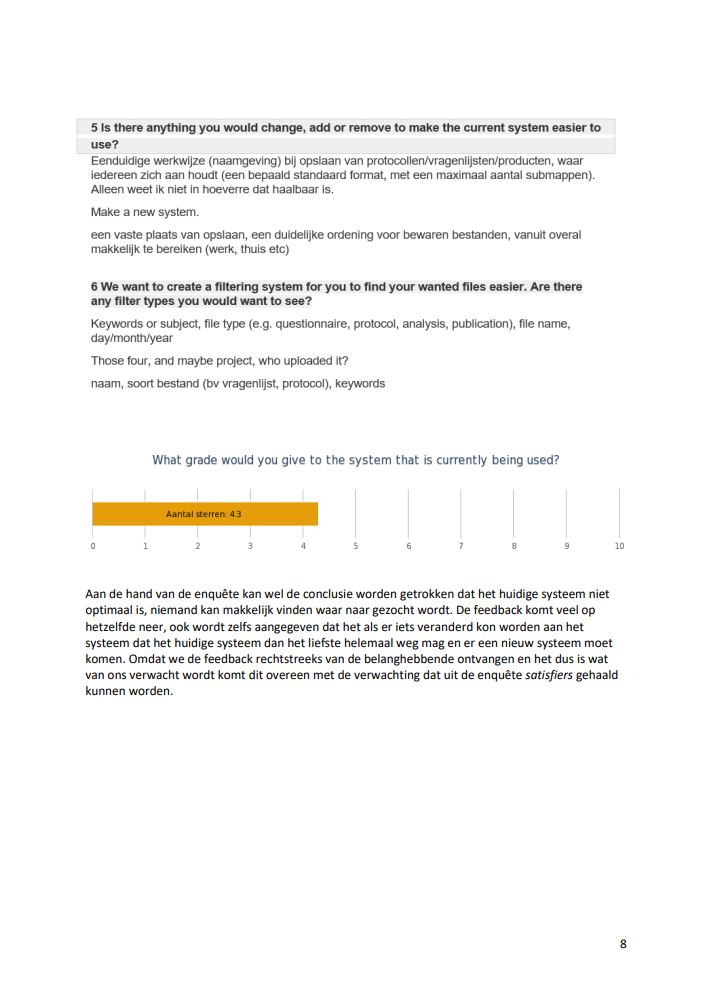 5 Is there anything you would change, add or remove to make the current system easier to
use?
Eenduidige werkwijze (naamgeving) bij opslaan van protocollen/vragenlijsten/producten, waar
iedereen zich aan houdt (een bepaald standaard format, met een maximaal aantal submappen).
Alleen weet ik niet in hoeverre dat haalbaar is.
Make a new system.
een vaste plaats van opslaan, een duidelijke ordening voor bewaren bestanden, vanuit overal
makkelijk te bereiken (werk, thuis etc)
6 We want to create a filtering system for you to find your wanted files easier. Are there
any filter types you would want to see?
Keywords or subject, file type (e.g. questionnaire, protocol, analysis, publication), file name,
day/month/year
Those four, and maybe project, who uploaded it?
naam, soort bestand (bv vragenlijst, protocol), keywords
What grade would you give to the system that is currently being used?
Aantal sterren: 4.3
0 1 2 3 4 5 6 7 8 9 10
Aan de hand van de enquête kan wel de conclusie worden getrokken dat het huidige systeem niet
optimaal is, niemand kan makkelijk vinden waar naar gezocht wordt. De feedback komt veel op
hetzelfde neer, ook wordt zelfs aangegeven dat het als er iets veranderd kon worden aan het
systeem dat het huidige systeem dan het liefste helemaal weg mag en er een nieuw systeem moet
komen. Omdat we de feedback rechtstreeks van de belanghebbende ontvangen en het dus is wat
van ons verwacht wordt komt dit overeen met de verwachting dat uit de enquête satisfiers gehaald
kunnen worden.
8